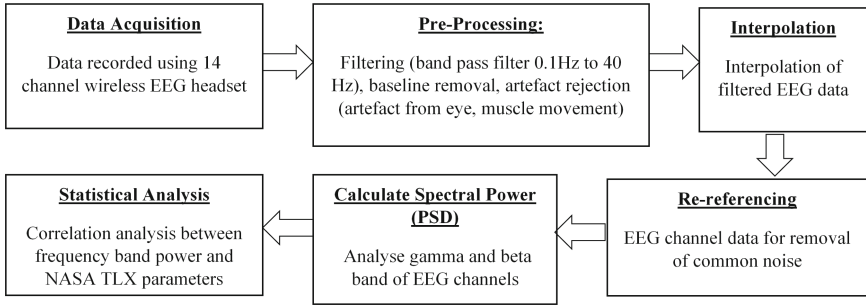 Data Acquisition
Data recorded using 14
channel wireless EEG headset
Pre-Processing:
Filtering (band pass filter 0.1Hz to 40
Hz), baseline removal, artefact rejection
(artefact from eye, muscle movement)
Interpolation
Interpolation of
filtered EEG data
Re-referencing
EEG channel data for removal
of common noise
Calculate Spectral Power
(PSD)
Analyse gamma and beta
band of EEG channels
Statistical Analysis
Correlation analysis between
frequency band power and
NASA TLX parameters